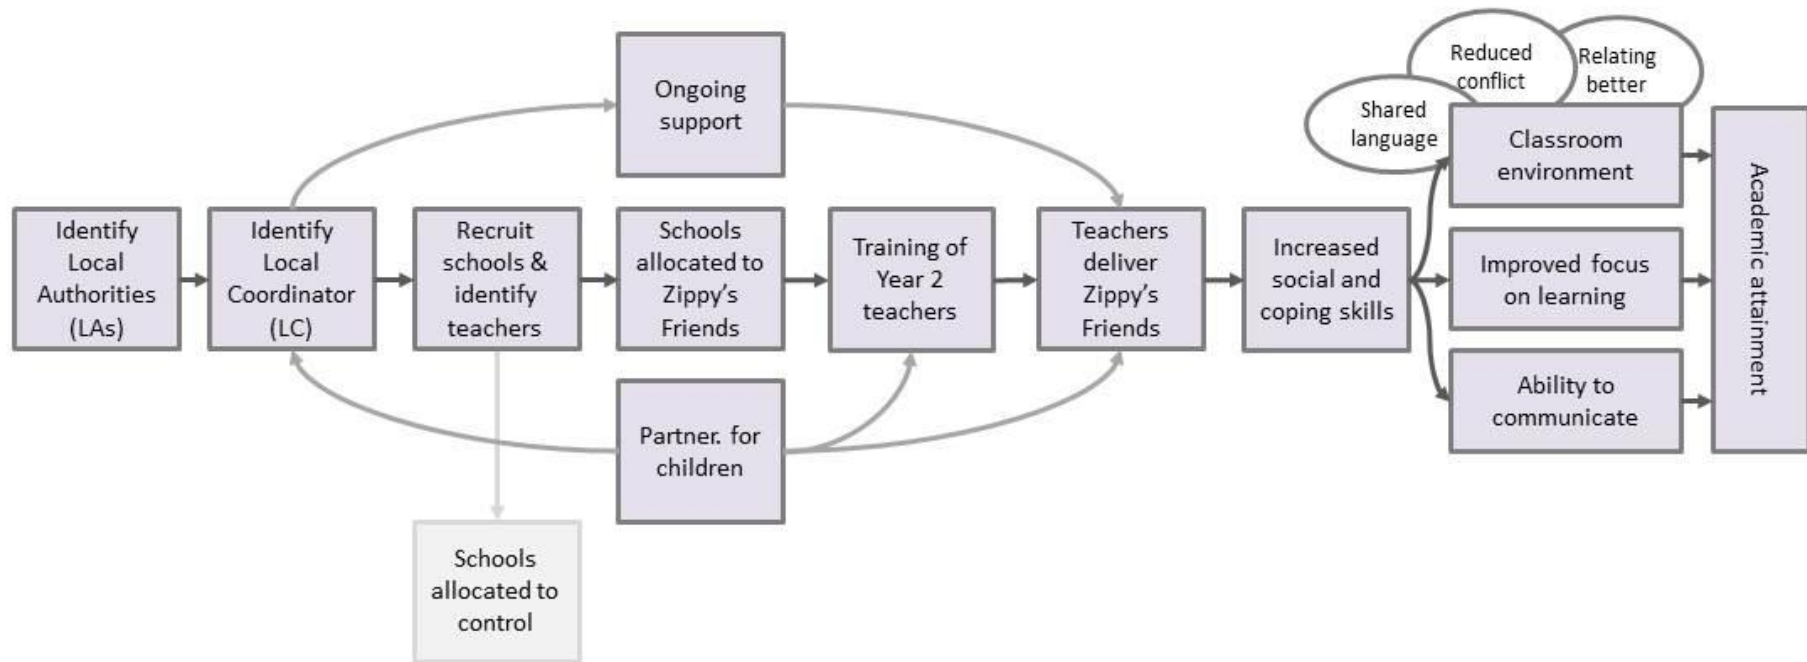 Reduced
conflict
Relating
better
Shared
language
Ongoing
support
Classroom
environment
Identify
Local
Authorities
(LAs)
Identify
Local
Coordinator
(LC)
Recruit
schools &
identify
teachers
Schools
allocated to
Zippy's
Friends
Training of
Year 2
teachers
Teachers
deliver
Zippy's
Friends
Increased
social and
coping skills
Improved focus
on learning
Ability to
communicate
Academic attainment
Partner. for
children
Schools
allocated to
control